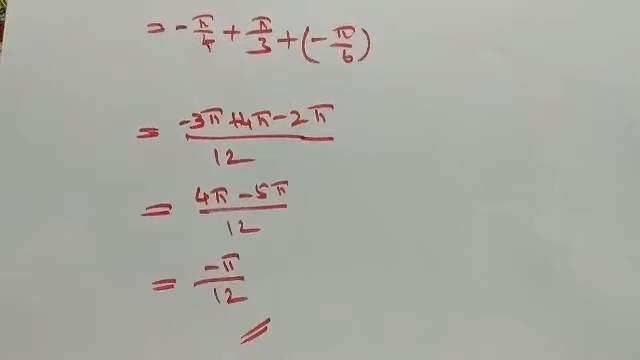 = -π/4 + π/3 + (-π/6)
= -3π+4π-2π/12
= 4π-5π/12
= -π/12